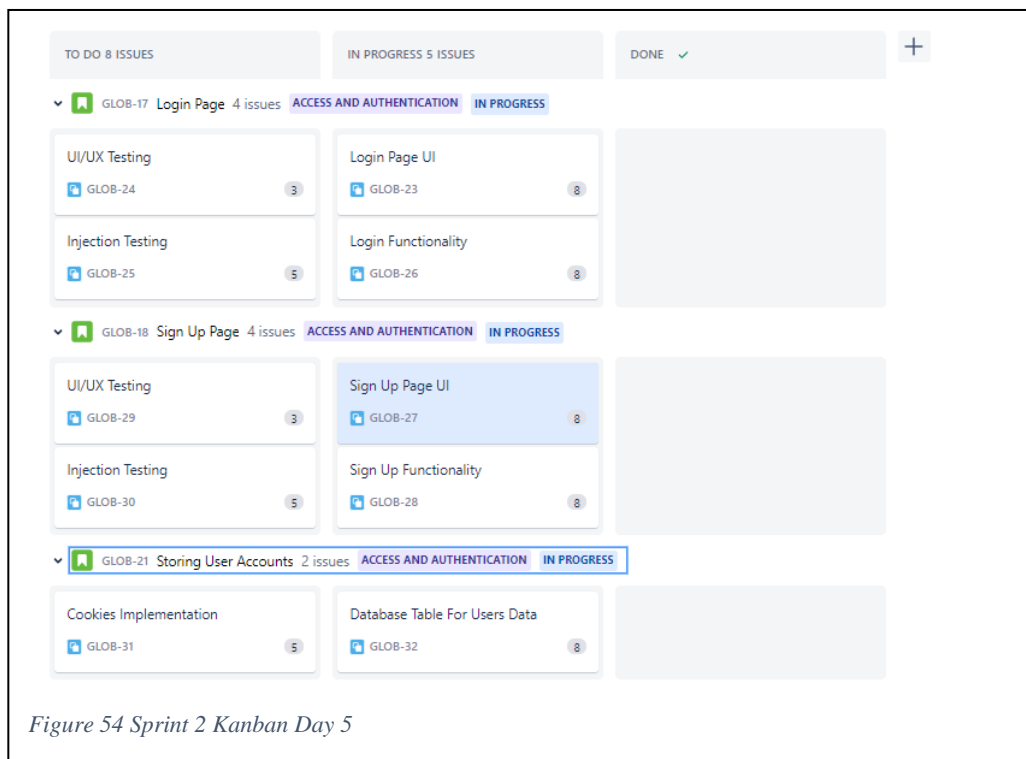 TO DO 8 ISSUES IN PROGRESS 5 ISSUES DONE
GLOB-17 Login Page 4 issues ACCESS AND AUTHENTICATION IN PROGRESS
UI/UX Testing
GLOB-24 3
Login Page UI
GLOB-23 8
Injection Testing
GLOB-25 5
Login Functionality
GLOB-26 8
GLOB-18 Sign Up Page 4 issues ACCESS AND AUTHENTICATION IN PROGRESS
UI/UX Testing
GLOB-29 3
Sign Up Page UI
GLOB-27 8
Injection Testing
GLOB-30 5
Sign Up Functionality
GLOB-28 8
GLOB-21 Storing User Accounts 2 issues ACCESS AND AUTHENTICATION IN PROGRESS
Cookies Implementation
GLOB-31 5
Database Table For Users Data
GLOB-32 8
Figure 54 Sprint 2 Kanban Day 5